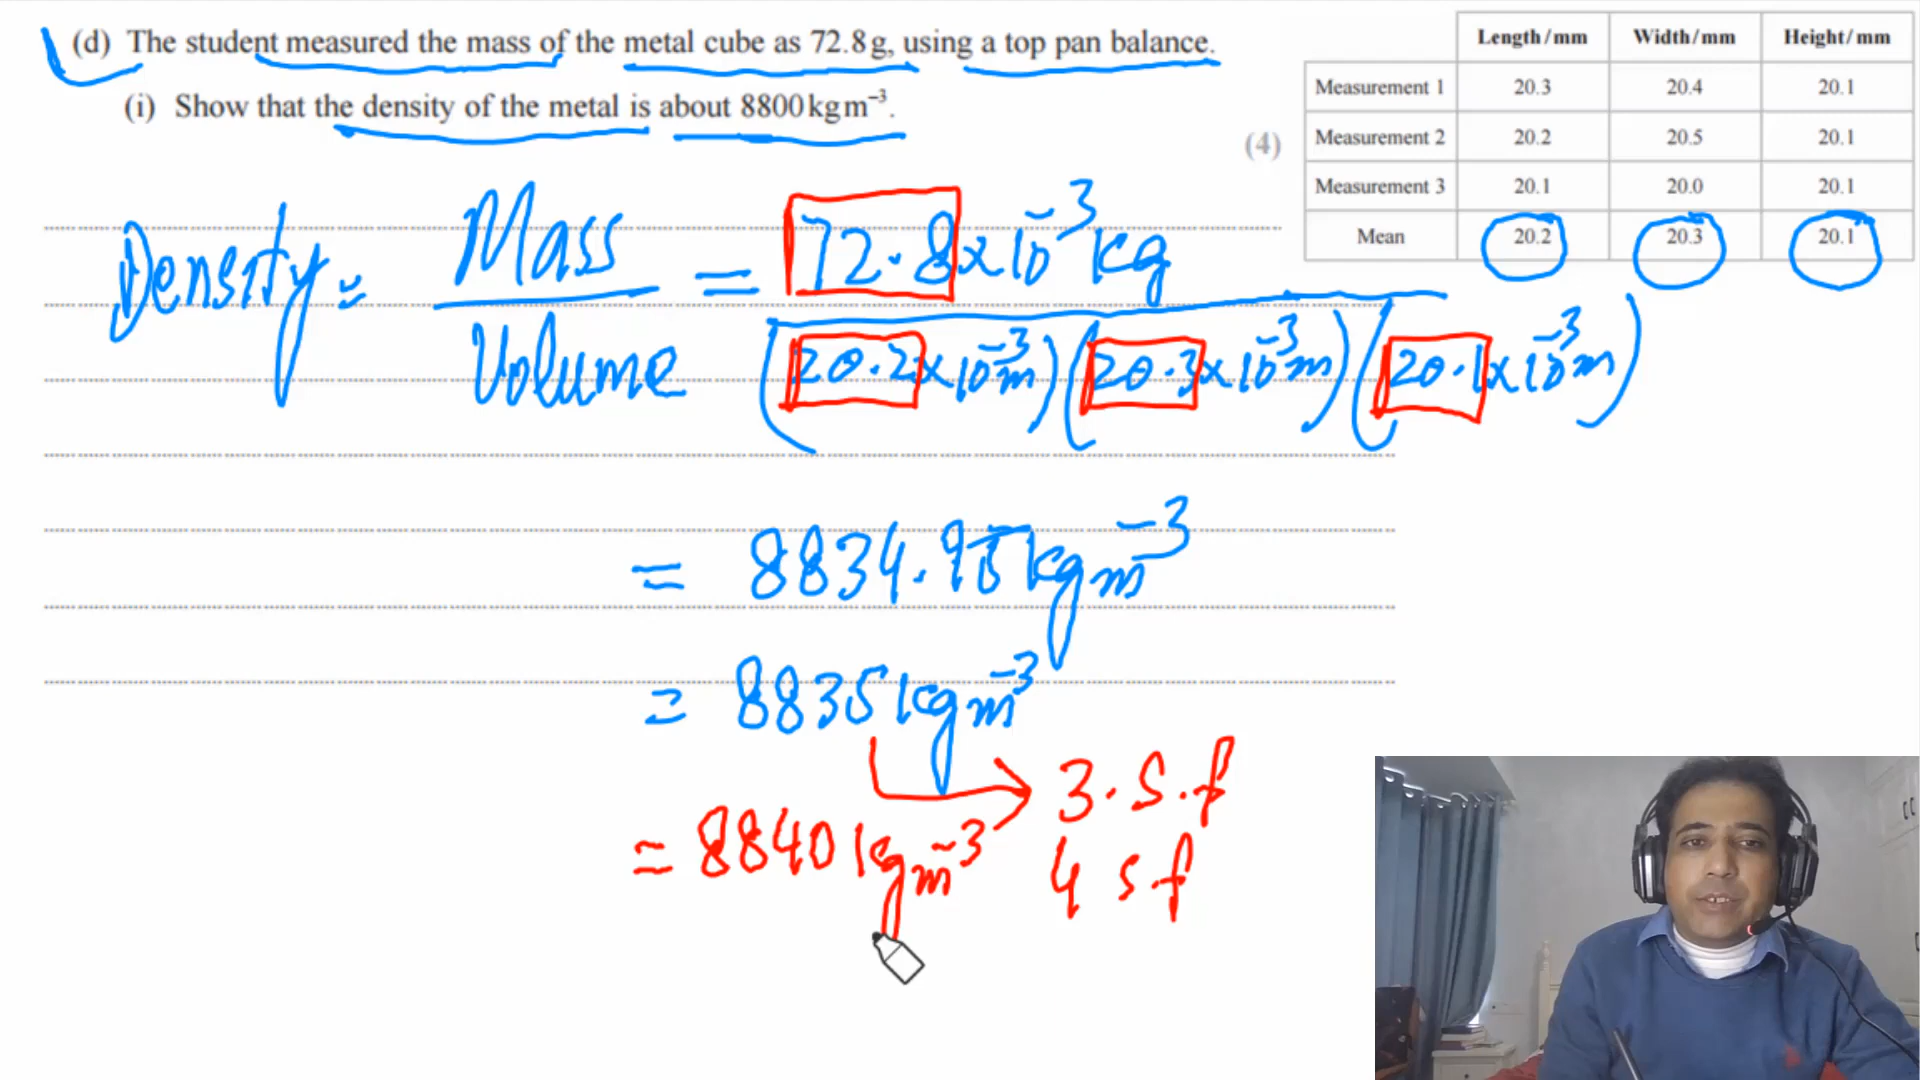 (d) The student measured the mass of the metal cube as 72.8 g, using a top pan balance.
(i) Show that the density of the metal is about 8800 kg m⁻³.
(4)
Length / mm Width / mm Height / mm
Measurement 1 20.3 20.4 20.1
Measurement 2 20.2 20.5 20.1
Measurement 3 20.1 20.0 20.1
Mean 20.2 20.3 20.1
Density = Mass / Volume = 72.8 × 10⁻³ kg / (20.2 × 10⁻³ m)(20.3 × 10⁻³ m)(20.1 × 10⁻³ m)
= 8834.95 kg m⁻³
= 8835 kg m⁻³
3. S.f
= 8840 kg m⁻³
4 s.f